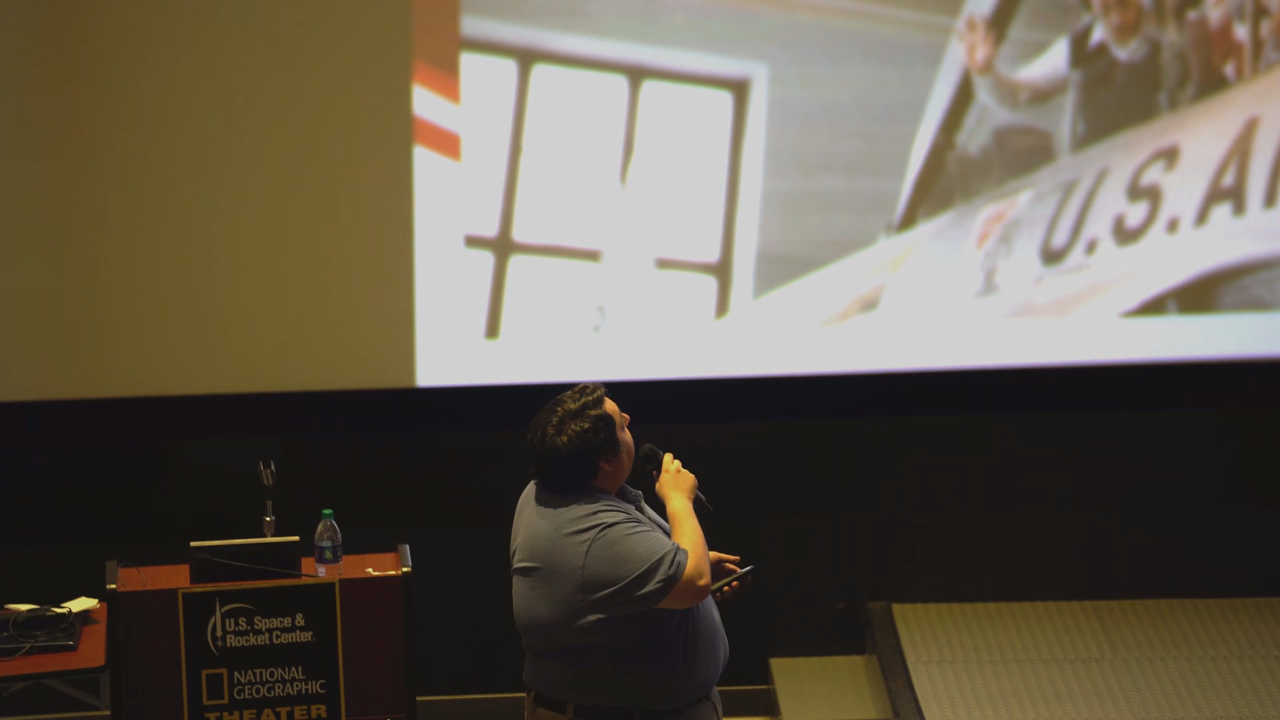 U.S.A
U.S. Space &
Rocket Center
NATIONAL
GEOGRAPHIC
THEATER